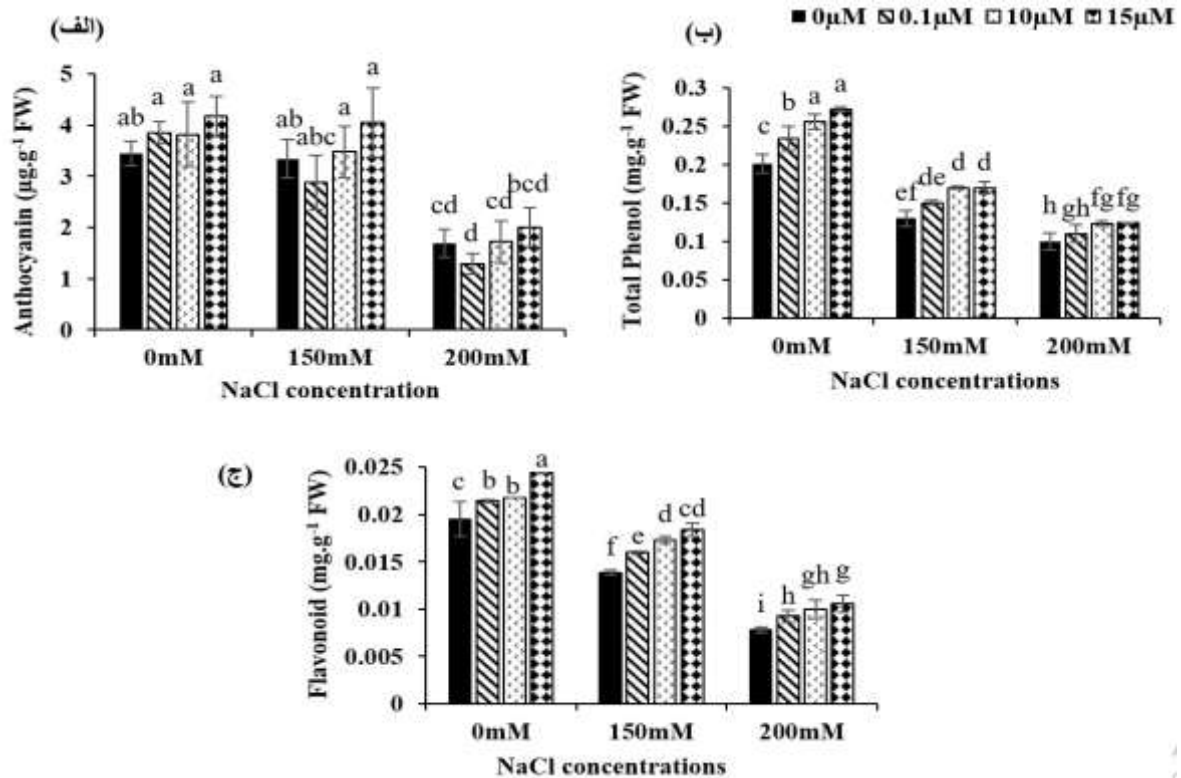 0μM 0.1μM 10μM 15μM
(الف)
(ب)
Anthocyanin (μg.g⁻¹ FW)
5
4
3
2
1
0
ab a a a
ab abc a a
cd d cd bcd
0mM 150mM 200mM
NaCl concentration
Total Phenol (mg.g⁻¹ FW)
0.3
0.25
0.2
0.15
0.1
0.05
0
c b a a
ef de d d
h gh fg fg
0mM 150mM 200mM
NaCl concentrations
(ج)
Flavonoid (mg.g⁻¹ FW)
0.025
0.02
0.015
0.01
0.005
0
c b b a
f e d cd
i h gh g
0mM 150mM 200mM
NaCl concentrations